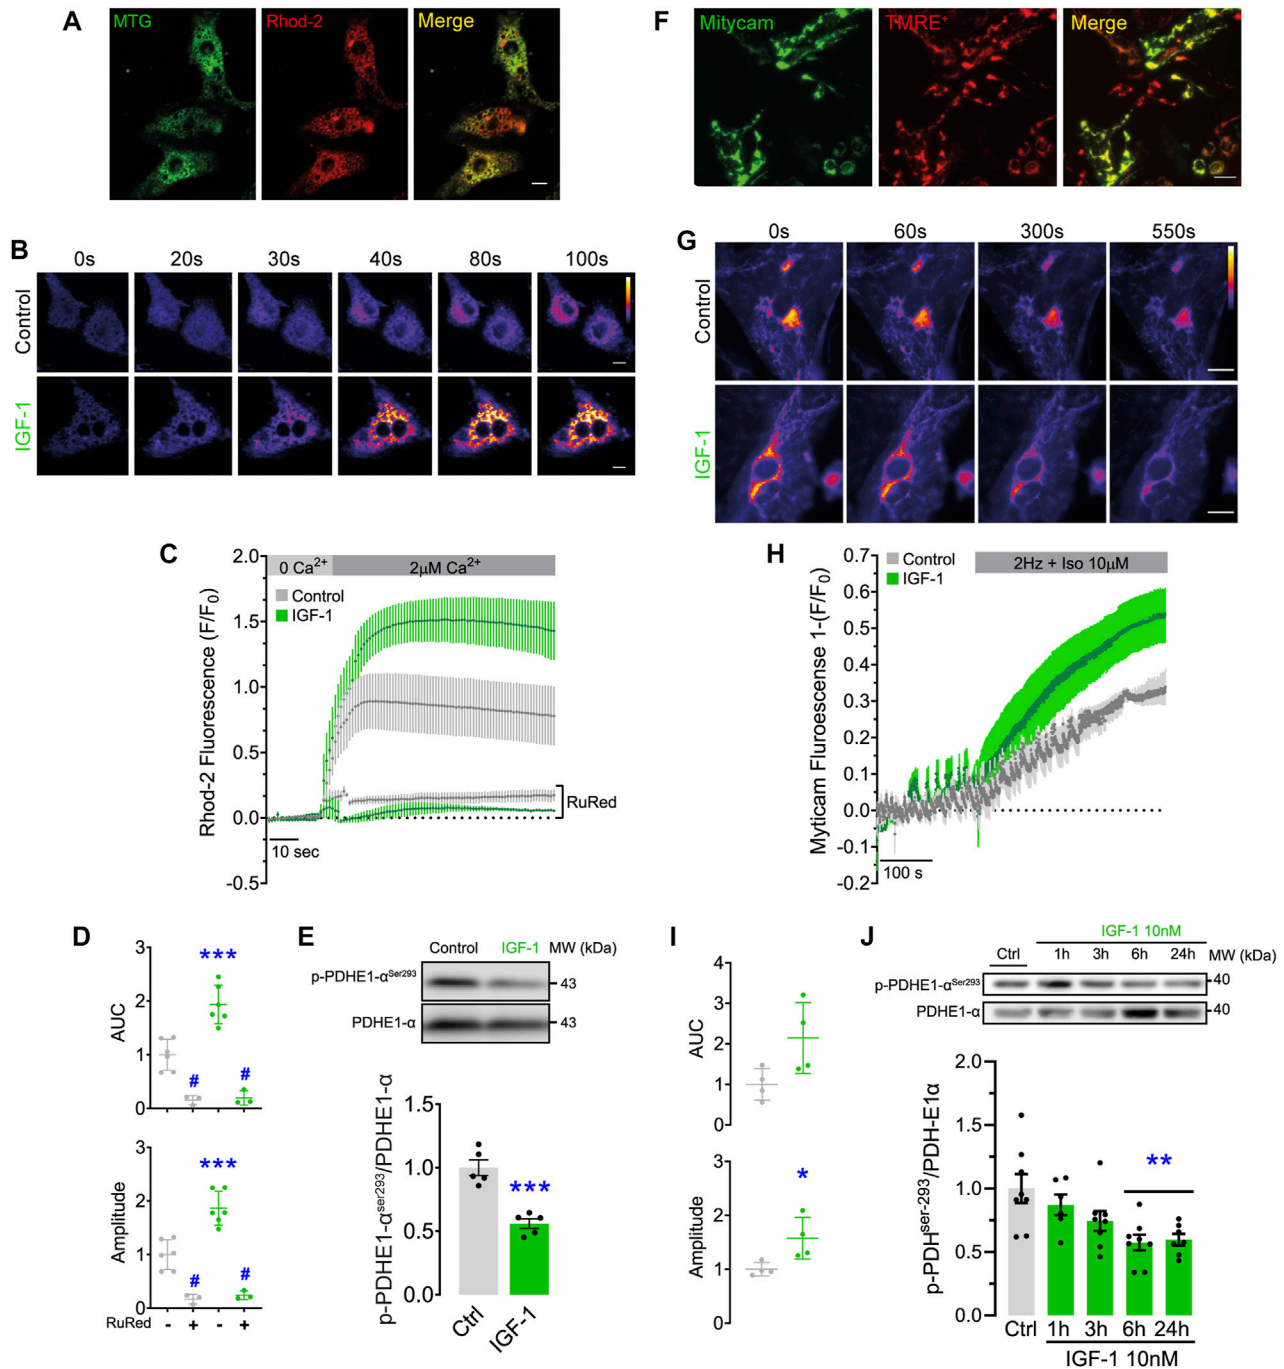 A
MTG
Rhod-2
Merge
B
0s
20s
30s
40s
80s
100s
Control
IGF-1
C
0 Ca²⁺
2μM Ca²⁺
Control
IGF-1
Rhod-2 Fluorescence (F/F₀)
2.0
1.5
1.0
0.5
0.0
-0.5
10 sec
RuRed
D
AUC
3
2
1
0
***
#
#
Amplitude
3
2
1
0
***
#
#
RuRed - + - +
E
Control IGF-1 MW (kDa)
p-PDHE1-α^Ser293
43
PDHE1-α
43
p-PDHE1-α^ser293/PDHE1-α
1.5
1.0
0.5
0.0
***
Ctrl
IGF-1
F
Mitycam
TMRE⁺
Merge
G
0s
60s
300s
550s
Control
IGF-1
H
Control
IGF-1
2Hz + Iso 10μM
Myticam Fluroescense 1-(F/F₀)
0.7
0.6
0.5
0.4
0.3
0.2
0.1
0.0
-0.1
-0.2
100 s
I
AUC
4
3
2
1
0
Amplitude
3
2
1
0
*
J
IGF-1 10nM
Ctrl 1h 3h 6h 24h MW (kDa)
p-PDHE1-α^Ser293
40
PDHE1-α
40
p-PDH^ser-293/PDH-E1α
2.0
1.5
1.0
0.5
0.0
**
Ctrl 1h 3h 6h 24h
IGF-1 10nM